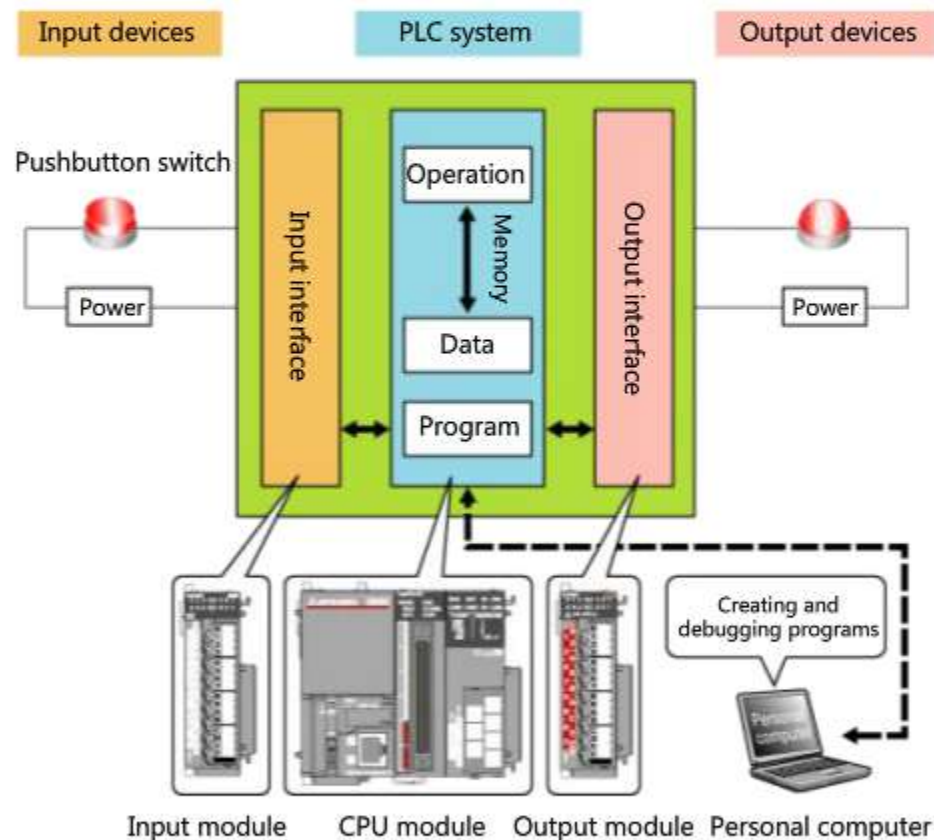 Input devices
PLC system
Output devices
Pushbutton switch
Power
Input interface
Operation
Memory
Data
Program
Output interface
Power
Creating and
debugging programs
Personal
computer
Input module
CPU module
Output module
Personal computer